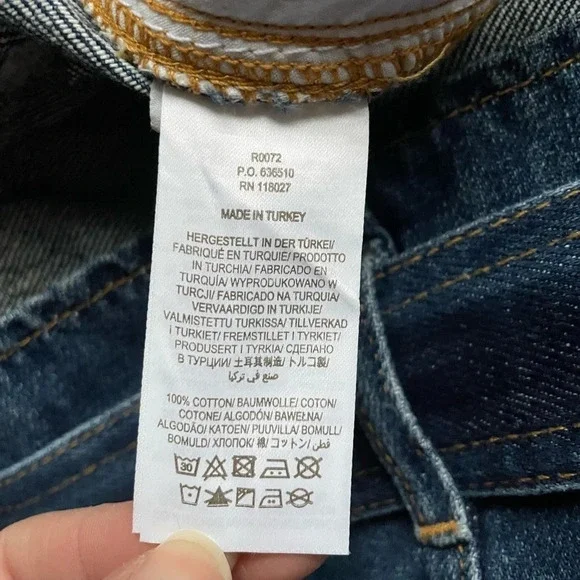 R0072
P.O. 636510
RN 118027
MADE IN TURKEY
HERGESTELLT IN DER TÜRKEI/
FABRIQUÉ EN TURQUIE/ PRODOTTO
IN TURCHIA/ FABRICADO EN
TURQUÍA/ WYPRODUKOWANO W
TURCJI/ FABRICADO NA TURQUIA/
VERVAARDIGD IN TURKIJE/
VALMISTETTU TURKISSA/ TILLVERKAD
I TURKIET/ FREMSTILLET I TYRKIET/
PRODUSERT I TYRKIA/ СДЕЛАНО
В ТУРЦИИ/ 土耳其制造/ トルコ製/
صنع في تركيا
100% COTTON/ BAUMWOLLE/ COTON/
COTONE/ ALGODÓN/ BAWEŁNA/
ALGODÃO/ KATOEN/ PUUVILLA/ BOMULL/
BOMULD/ ХЛОПОК/ 棉/ コットン/ قطن
30